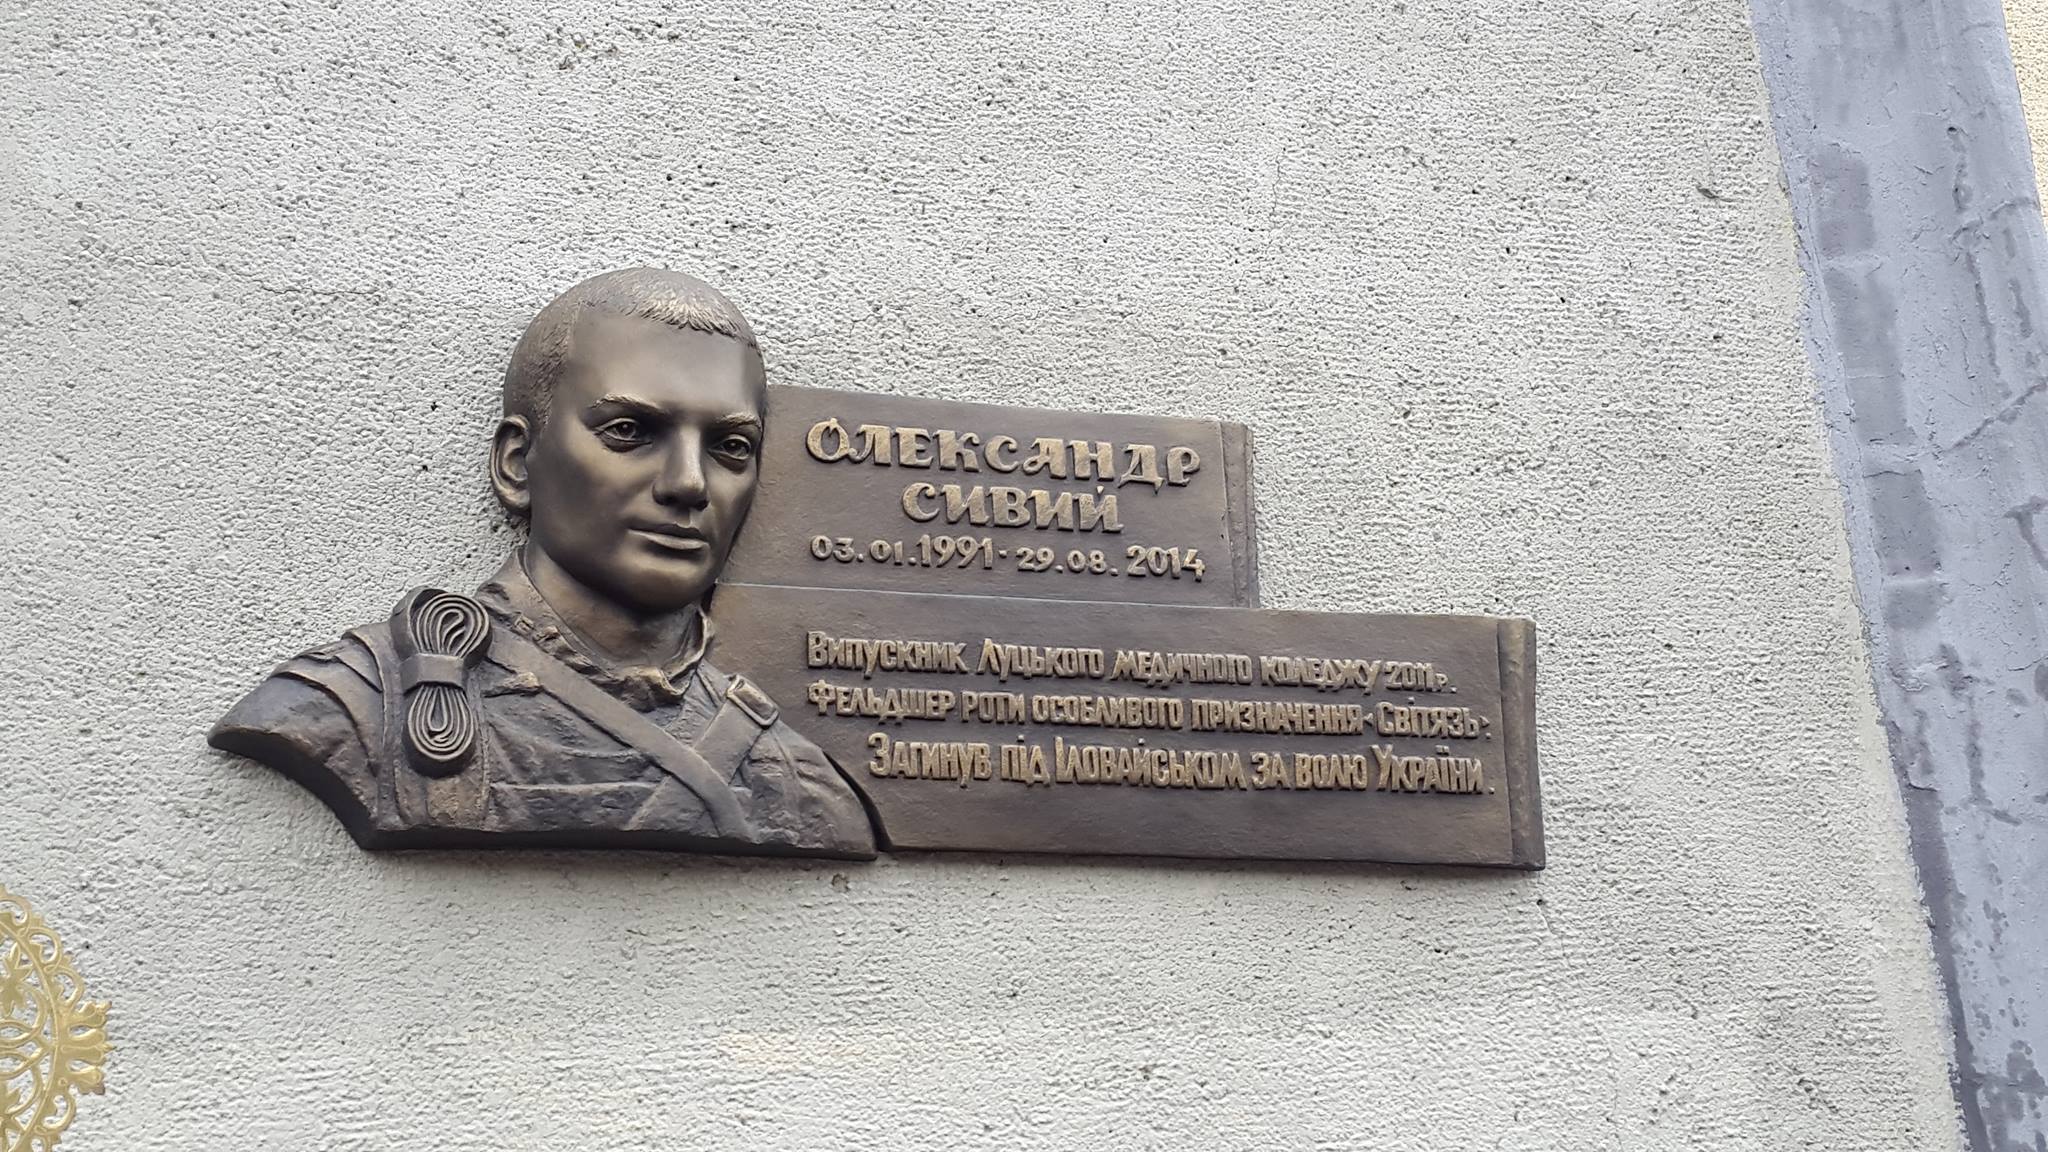 ОЛЕКСАНДР
СИВИЙ
03.01.1991-29.08.2014
Випускник Луцького медичного коледжу 2011р.
Фельдшер роти особливого призначення «Світязь».
Загинув під Іловайськом за волю України.